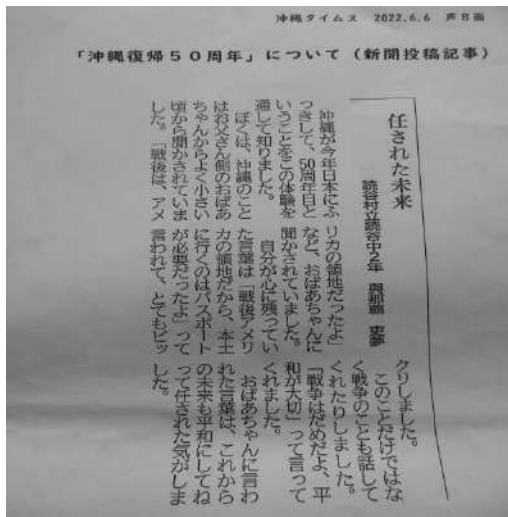 沖縄タイムス 2022.6.6 声B面
「沖縄復帰50周年」について(新聞投稿記事)
任された未来
読谷村立読谷中2年 與那覇
沖縄が今年日本にふ
っきして、50周年目と
いうことをこの体験を
通して知りました。
ぼくは、沖縄のこと
はお父さん側のおばあ
ちゃんからよく小さい
頃から聞かされていま
した。「戦後は、アメ
リカの領地だったよ」
など、おばあちゃんに
聞かされていました。
自分が心に残ってい
た言葉は「戦後アメリ
カの領地だから、本土
に行くのはパスポート
が必要だったよ」って
言われて、とてもビッ
クリしました。
このことだけではな
く戦争のことも話して
くれたりしました。
「戦争はだめだよ、平
和が大切」って言って
くれました。
おばあちゃんに言わ
れた言葉は、これから
の未来も平和にしてね
って任された気がしま
した。